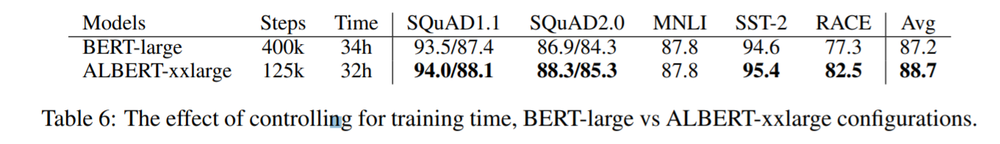 Models Steps Time SQuAD1.1 SQuAD2.0 MNLI SST-2 RACE Avg
BERT-large 400k 34h 93.5/87.4 86.9/84.3 87.8 94.6 77.3 87.2
ALBERT-xxlarge 125k 32h 94.0/88.1 88.3/85.3 87.8 95.4 82.5 88.7
Table 6: The effect of controlling for training time, BERT-large vs ALBERT-xxlarge configurations.